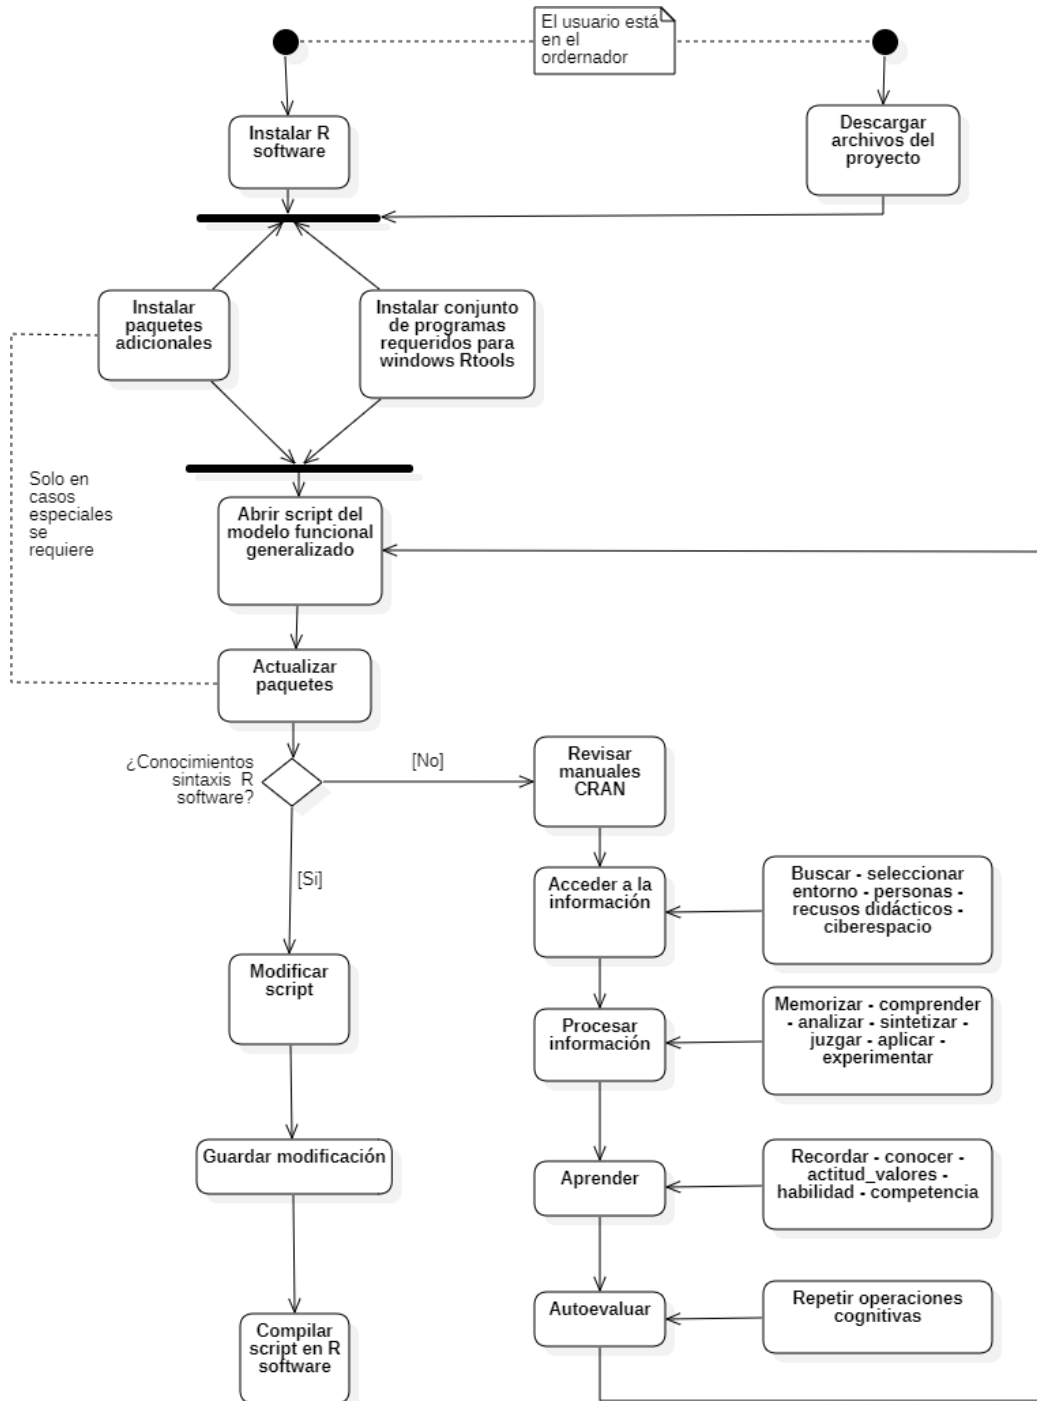 El usuario está
en el
ordernador
Instalar R
software
Descargar
archivos del
proyecto
Instalar
paquetes
adicionales
Instalar conjunto
de programas
requeridos para
windows Rtools
Solo en
casos
especiales
se
requiere
Abrir script del
modelo funcional
generalizado
Actualizar
paquetes
¿Conocimientos
sintaxis R
software?
[No]
[Si]
Revisar
manuales
CRAN
Acceder a la
información
Buscar - seleccionar
entorno - personas -
recusos didácticos -
ciberespacio
Modificar
script
Procesar
información
Memorizar - comprender
- analizar - sintetizar -
juzgar - aplicar -
experimentar
Guardar modificación
Aprender
Recordar - conocer -
actitud_valores -
habilidad - competencia
Autoevaluar
Repetir operaciones
cognitivas
Compilar
script en R
software